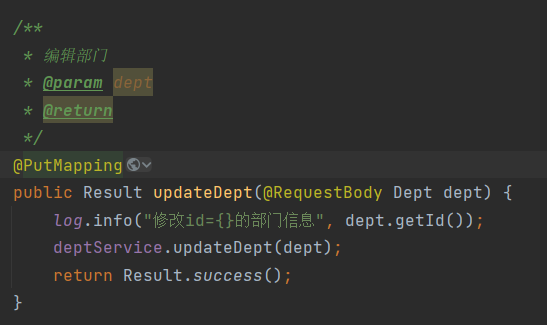 /**
 * 编辑部门
 * @param dept
 * @return
 */
@PutMapping
public Result updateDept(@RequestBody Dept dept) {
    log.info("修改id={}的部门信息", dept.getId());
    deptService.updateDept(dept);
    return Result.success();
}